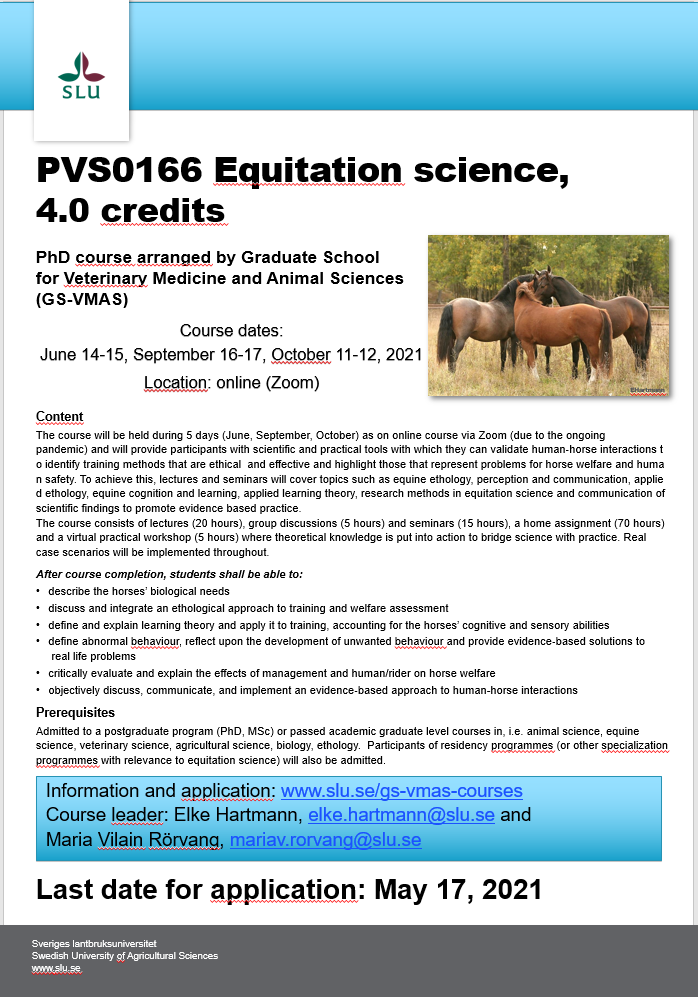 SLU
PVS0166 Equitation science,
4.0 credits
PhD course arranged by Graduate School
for Veterinary Medicine and Animal Sciences
(GS-VMAS)
Course dates:
June 14-15, September 16-17, October 11-12, 2021
Location: online (Zoom)
EHartmann
Content
The course will be held during 5 days (June, September, October) as on online course via Zoom (due to the ongoing
pandemic) and will provide participants with scientific and practical tools with which they can validate human-horse interactions t
o identify training methods that are ethical  and effective and highlight those that represent problems for horse welfare and huma
n safety. To achieve this, lectures and seminars will cover topics such as equine ethology, perception and communication, applie
d ethology, equine cognition and learning, applied learning theory, research methods in equitation science and communication of
scientific findings to promote evidence based practice.
The course consists of lectures (20 hours), group discussions (5 hours) and seminars (15 hours), a home assignment (70 hours)
and a virtual practical workshop (5 hours) where theoretical knowledge is put into action to bridge science with practice. Real
case scenarios will be implemented throughout.
After course completion, students shall be able to:
• describe the horses' biological needs
• discuss and integrate an ethological approach to training and welfare assessment
• define and explain learning theory and apply it to training, accounting for the horses' cognitive and sensory abilities
• define abnormal behaviour, reflect upon the development of unwanted behaviour and provide evidence-based solutions to
real life problems
• critically evaluate and explain the effects of management and human/rider on horse welfare
• objectively discuss, communicate, and implement an evidence-based approach to human-horse interactions
Prerequisites
Admitted to a postgraduate program (PhD, MSc) or passed academic graduate level courses in, i.e. animal science, equine
science, veterinary science, agricultural science, biology, ethology.  Participants of residency programmes (or other specialization
programmes with relevance to equitation science) will also be admitted.
Information and application: www.slu.se/gs-vmas-courses
Course leader: Elke Hartmann, elke.hartmann@slu.se and
Maria Vilain Rörvang, mariav.rorvang@slu.se
Last date for application: May 17, 2021
Sveriges lantbruksuniversitet
Swedish University of Agricultural Sciences
www.slu.se